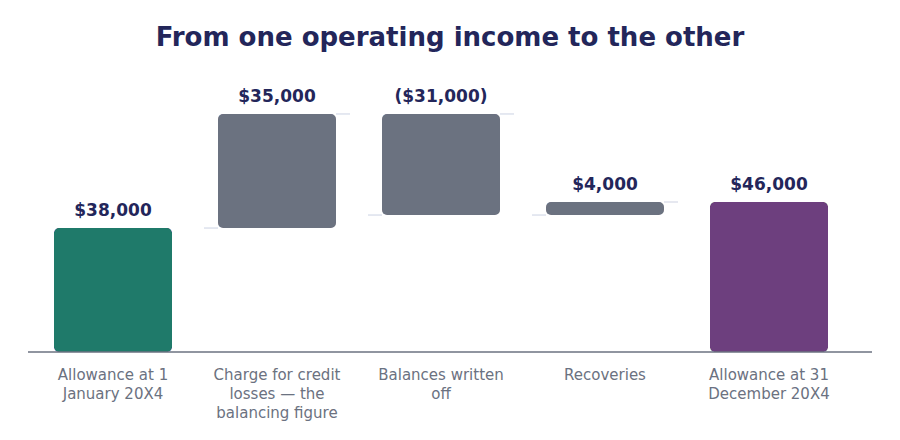 From one operating income to the other
$35,000
($31,000)
$4,000
$46,000
$38,000
Allowance at 1
January 20X4
Charge for credit
losses — the
balancing figure
Balances written
off
Recoveries
Allowance at 31
December 20X4